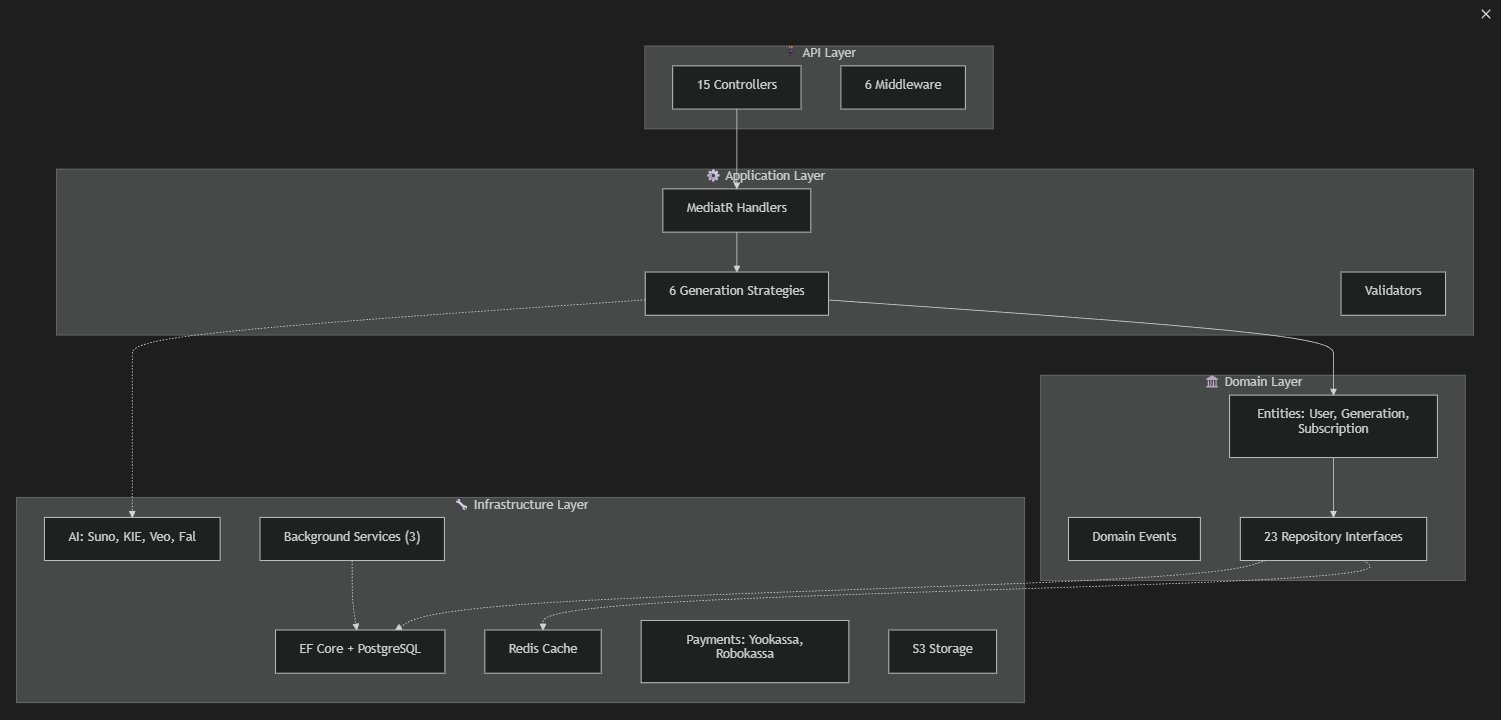 API Layer
15 Controllers
6 Middleware
Application Layer
MediatR Handlers
6 Generation Strategies
Validators
Domain Layer
Entities: User, Generation,
Subscription
Domain Events
23 Repository Interfaces
Infrastructure Layer
AI: Suno, KIE, Veo, Fal
Background Services (3)
EF Core + PostgreSQL
Redis Cache
Payments: Yookassa,
Robokassa
S3 Storage